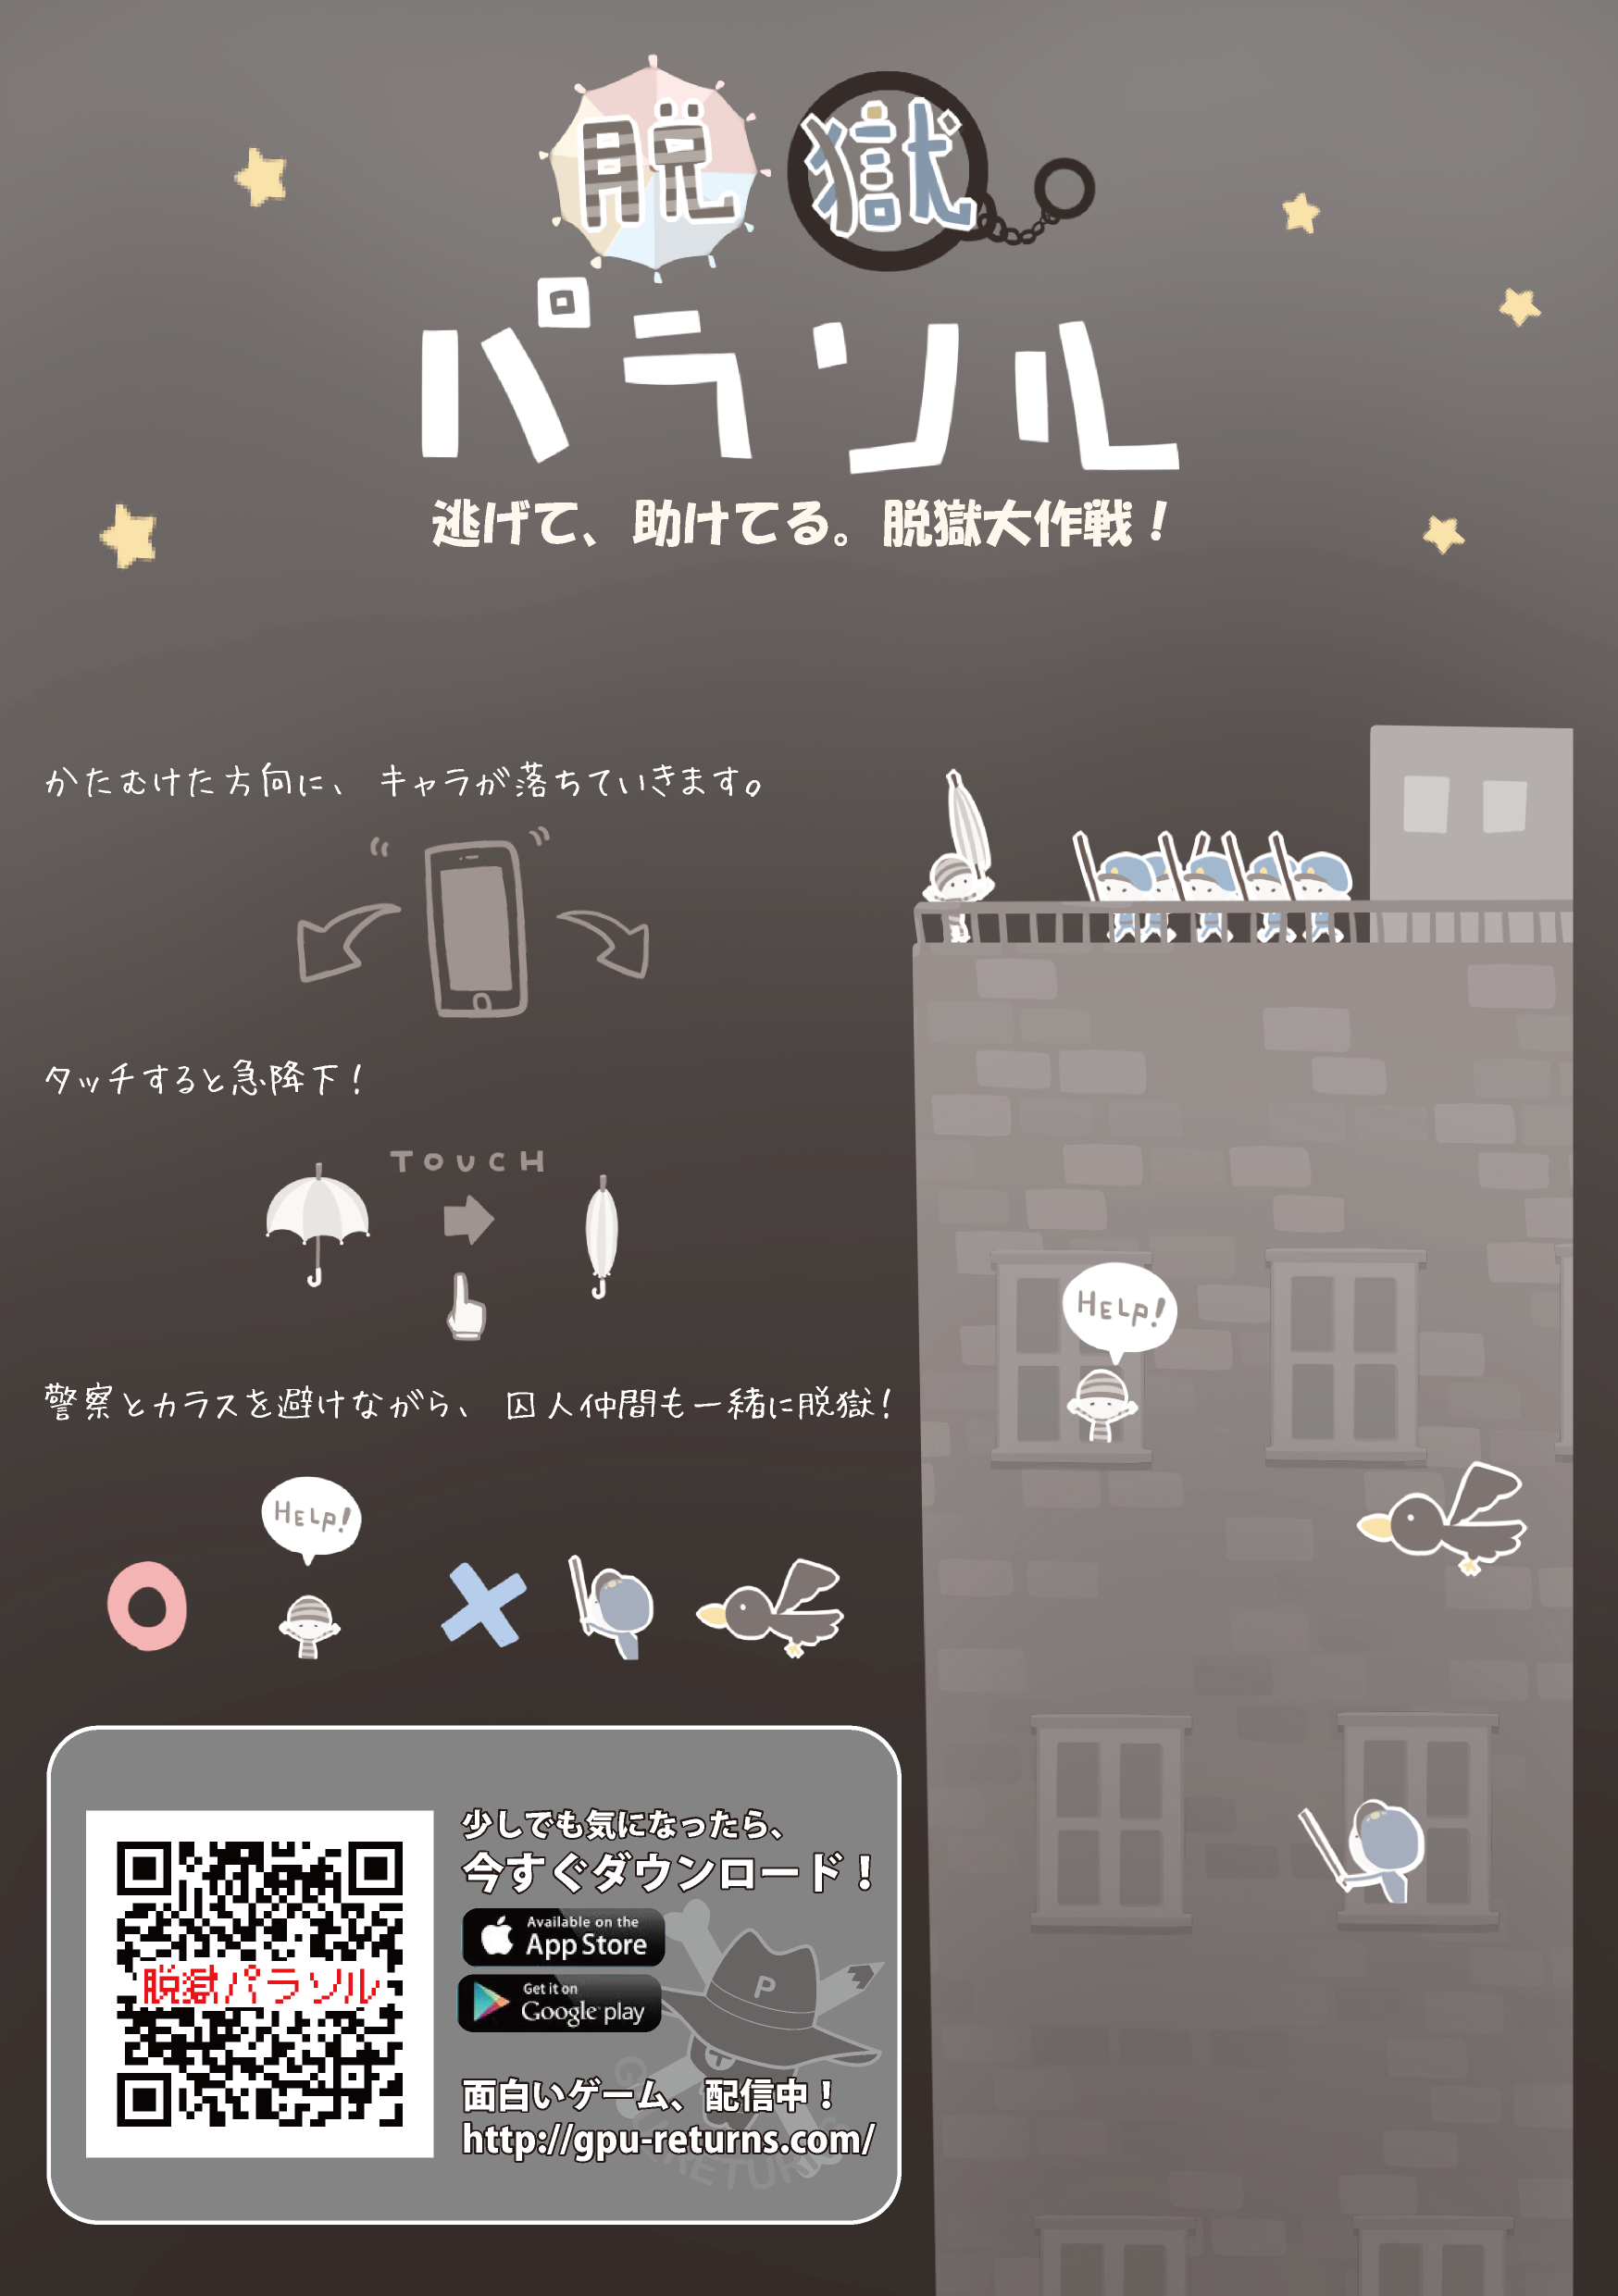 脱獄
パラソル
逃げて、助けてる。脱獄大作戦！
かたむけた方向に、キャラが落ちていきます。
タッチすると急降下！
TOUCH
警察とカラスを避けながら、囚人仲間も一緒に脱獄！
HELP!
HELP!
脱獄パラソル
少しでも気になったら、
今すぐダウンロード！
Available on the
App Store
Get it on
Google play
P
面白いゲーム、配信中！
http://gpu-returns.com/